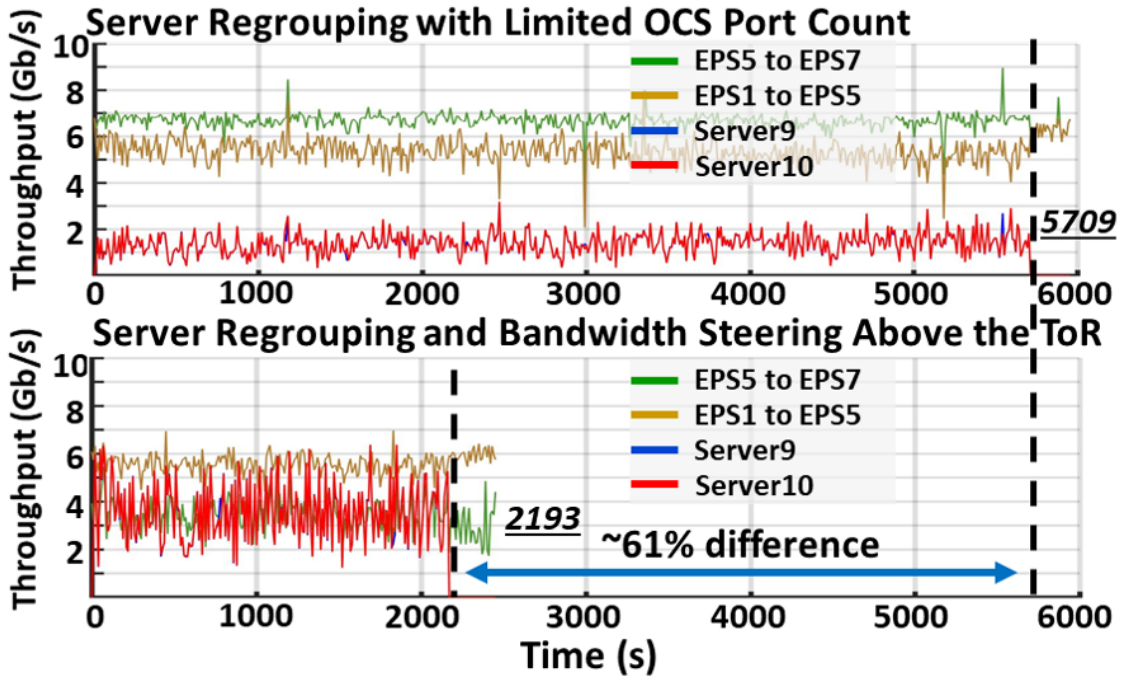 Server Regrouping with Limited OCS Port Count
Throughput (Gb/s)
10
8
6
4
2
EPS5 to EPS7
EPS1 to EPS5
Server9
Server10
5709
0 1000 2000 3000 4000 5000 6000
Server Regrouping and Bandwidth Steering Above the ToR
Throughput (Gb/s)
10
8
6
4
2
EPS5 to EPS7
EPS1 to EPS5
Server9
Server10
2193
~61% difference
0 1000 2000 3000 4000 5000 6000
Time (s)